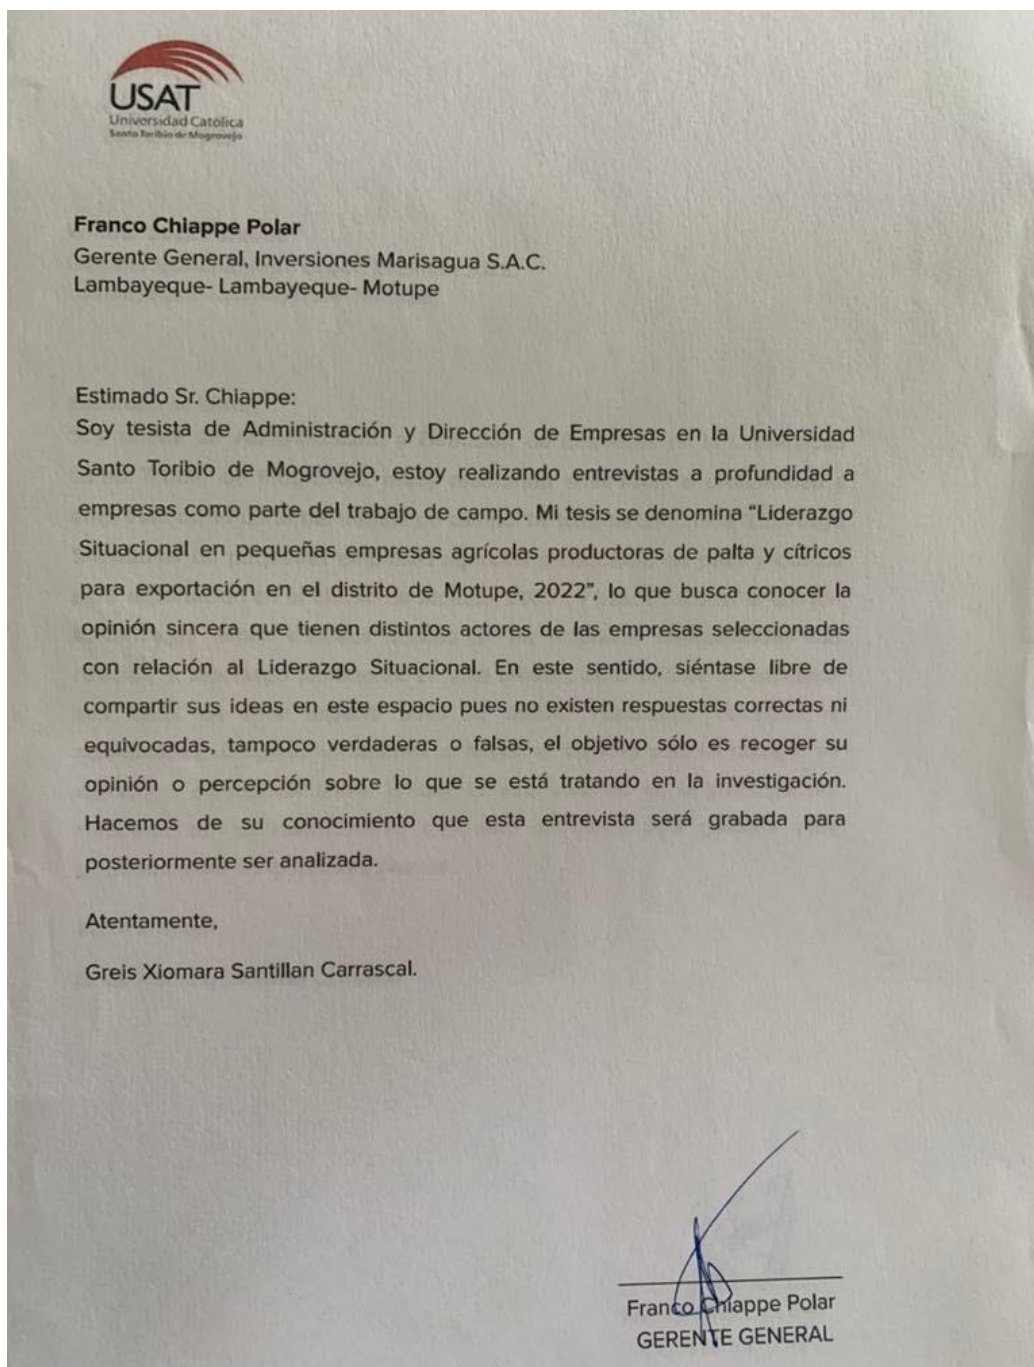 USAT
Universidad Católica
Santo Toribio de Mogrovejo
Franco Chiappe Polar
Gerente General, Inversiones Marisagua S.A.C.
Lambayeque- Lambayeque- Motupe
Estimado Sr. Chiappe:
Soy tesista de Administración y Dirección de Empresas en la Universidad
Santo Toribio de Mogrovejo, estoy realizando entrevistas a profundidad a
empresas como parte del trabajo de campo. Mi tesis se denomina “Liderazgo
Situacional en pequeñas empresas agrícolas productoras de palta y cítricos
para exportación en el distrito de Motupe, 2022”, lo que busca conocer la
opinión sincera que tienen distintos actores de las empresas seleccionadas
con relación al Liderazgo Situacional. En este sentido, siéntase libre de
compartir sus ideas en este espacio pues no existen respuestas correctas ni
equivocadas, tampoco verdaderas o falsas, el objetivo sólo es recoger su
opinión o percepción sobre lo que se está tratando en la investigación.
Hacemos de su conocimiento que esta entrevista será grabada para
posteriormente ser analizada.
Atentamente,
Greis Xiomara Santillan Carrascal.
Franco Chiappe Polar
GERENTE GENERAL